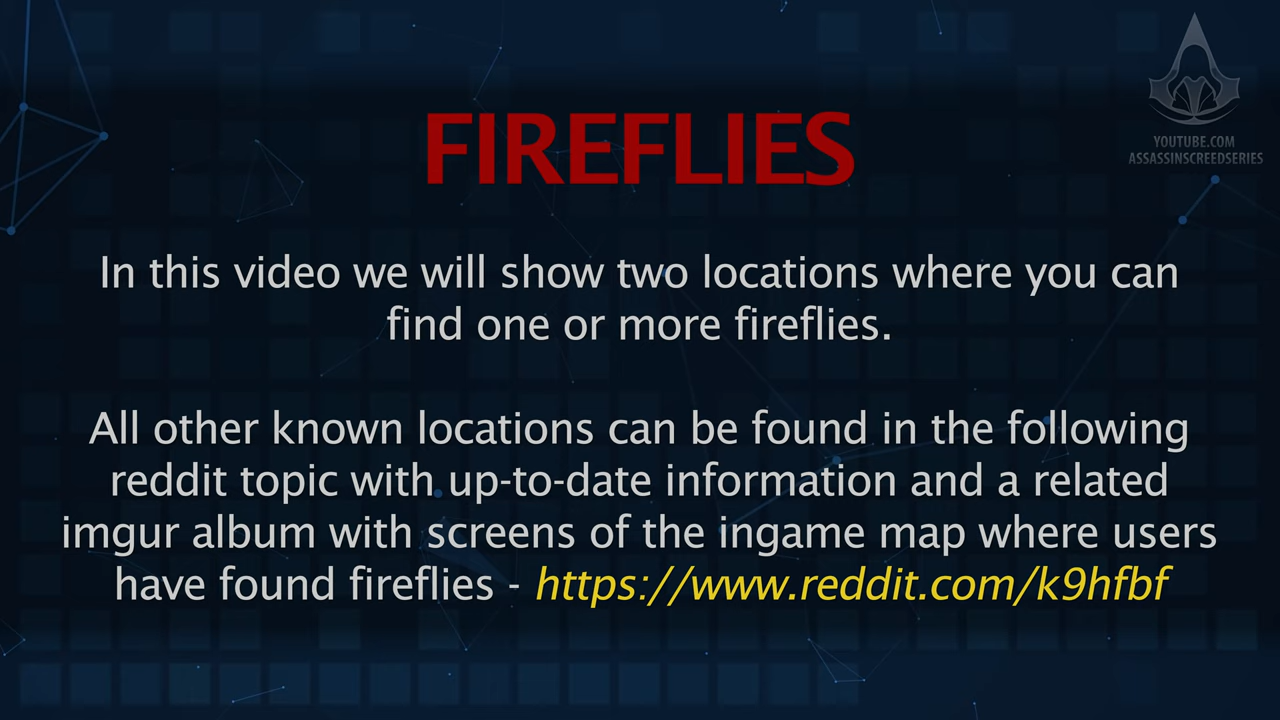 YOUTUBE.COM
ASSASSINSCREEDSERIES
FIREFLIES
In this video we will show two locations where you can
find one or more fireflies.
All other known locations can be found in the following
reddit topic with up-to-date information and a related
imgur album with screens of the ingame map where users
have found fireflies - https://www.reddit.com/k9hfbf